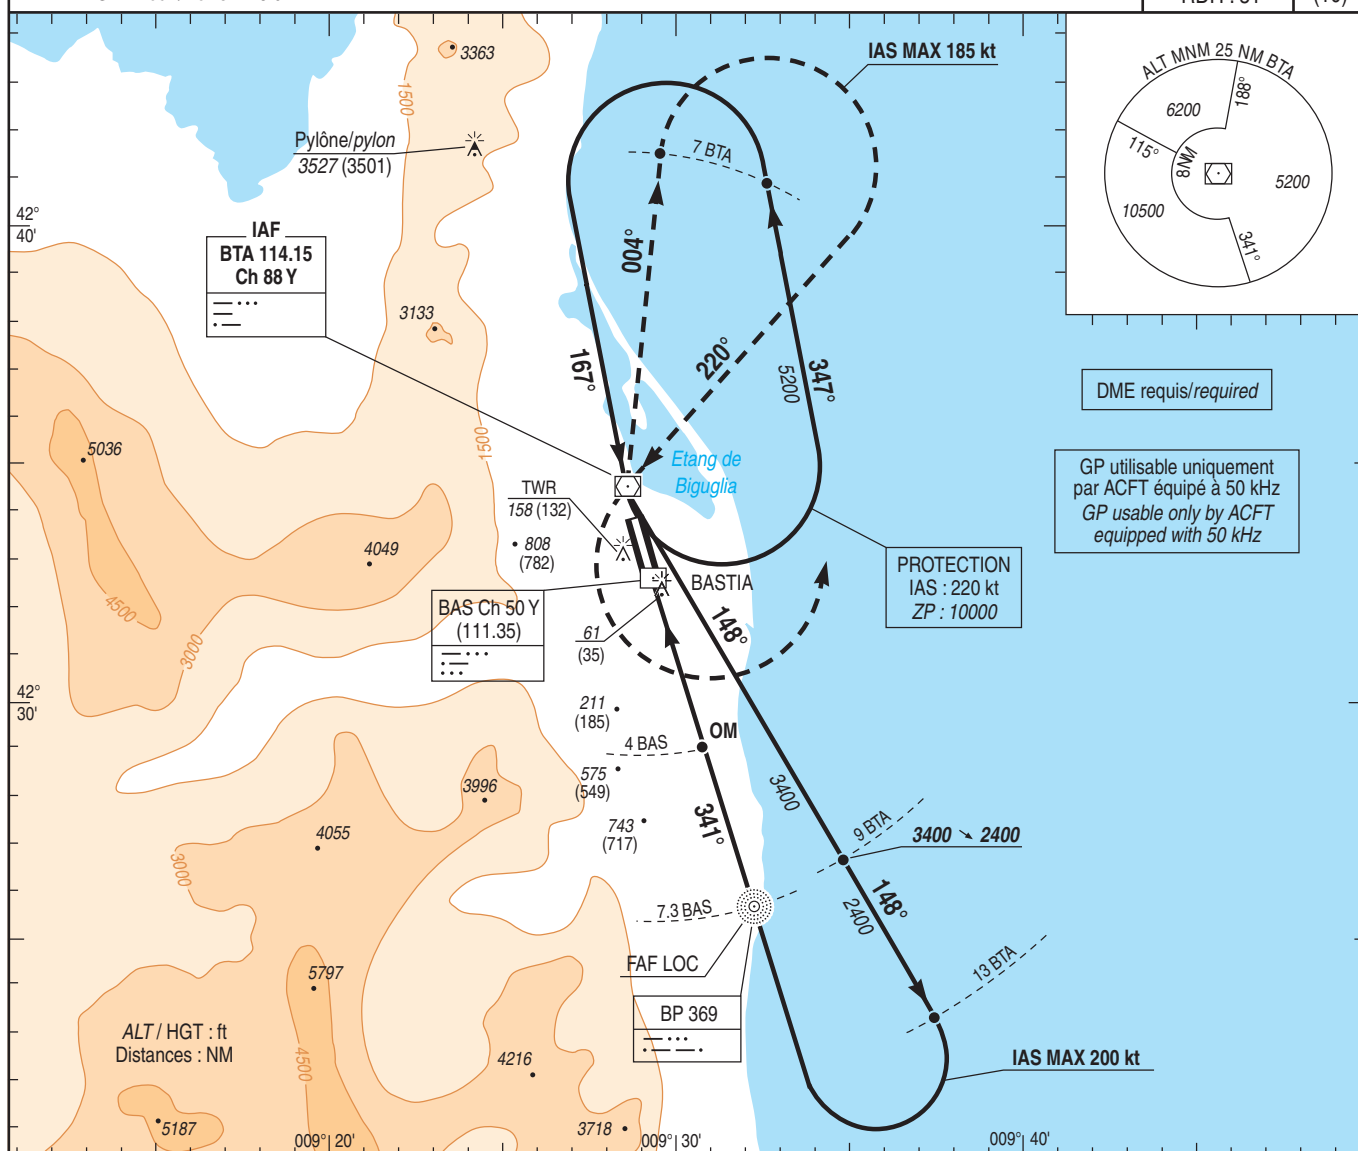 3363
1500
IAS MAX 185 kt
ALT MNM 25 NM BTA
188°
6200
115°
8NM
5200
10500
341°
Pylône/pylon
3527 (3501)
7 BTA
42°
40'
IAF
BTA 114.15
Ch 88 Y
004°
3133
167°
220°
5200
347°
DME requis/required
5036
1500
Etang de
Biguglia
GP utilisable uniquement
par ACFT équipé à 50 kHz
GP usable only by ACFT
equipped with 50 kHz
TWR
158 (132)
808
(782)
4049
4500
3000
BASTIA
PROTECTION
IAS : 220 kt
ZP : 10000
BAS Ch 50 Y
(111.35)
61
(35)
148°
42°
30'
211
(185)
OM
4 BAS
575
(549)
3996
3400
743
(717)
341°
4055
3000
9 BTA
3400 ➘ 2400
148°
2400
7.3 BAS
FAF LOC
13 BTA
5797
BP 369
ALT / HGT : ft
Distances : NM
4500
4216
IAS MAX 200 kt
5187
3718
009° 20'
009° 30'
009° 40'